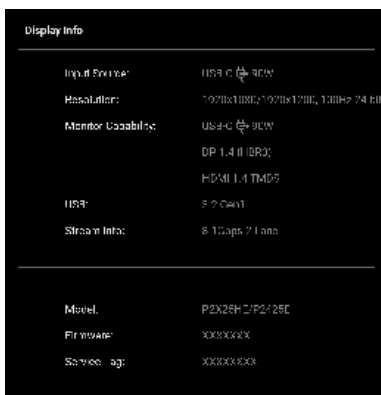 Display Info
Input Source: USB-C 90W
Resolution: 1920x1080/1920x1200, 100Hz 24-bit
Monitor Capability: USB-C 90W
DP 1.4 (HBR3)
HDMI 1.4 TMDS
USB: 3.2 Gen1
Stream Info: 8.1Gbps 2 Lane
Model: P2425E
Firmware: XXXXXXX
Service Tag: XXXXXXXX